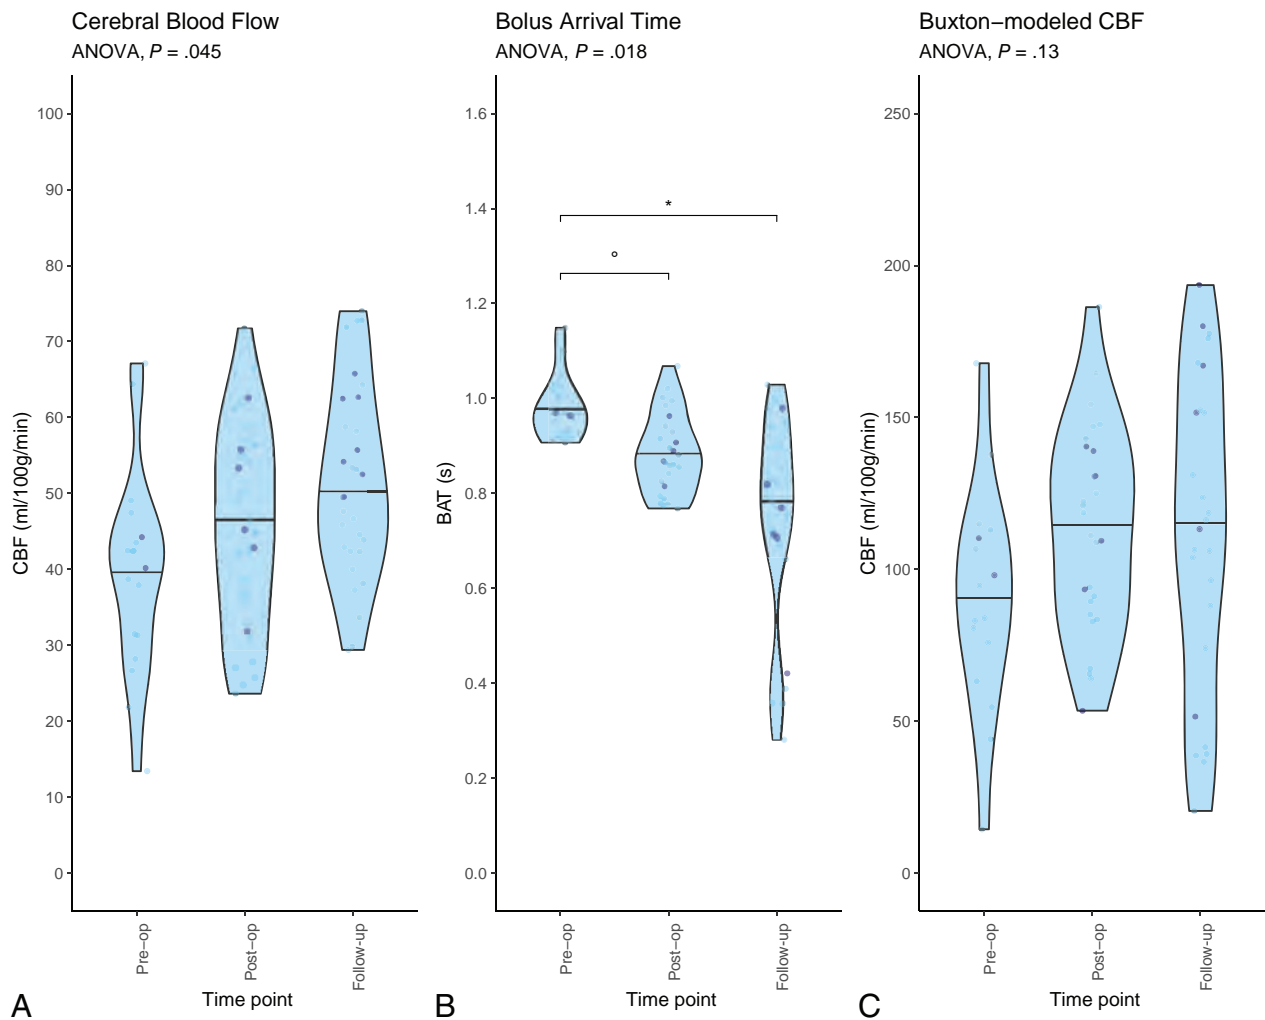 Cerebral Blood Flow
ANOVA, P = .045
CBF (ml/100g/min)
100
90
80
70
60
50
40
30
20
10
0
Pre−op
Post−op
Follow-up
Time point
A
Bolus Arrival Time
ANOVA, P = .018
BAT (s)
1.6
1.4
1.2
1.0
0.8
0.6
0.4
0.2
0.0
*
°
Pre−op
Post−op
Follow-up
Time point
B
Buxton−modeled CBF
ANOVA, P = .13
CBF (ml/100g/min)
250
200
150
100
50
0
Pre−op
Post−op
Follow-up
Time point
C